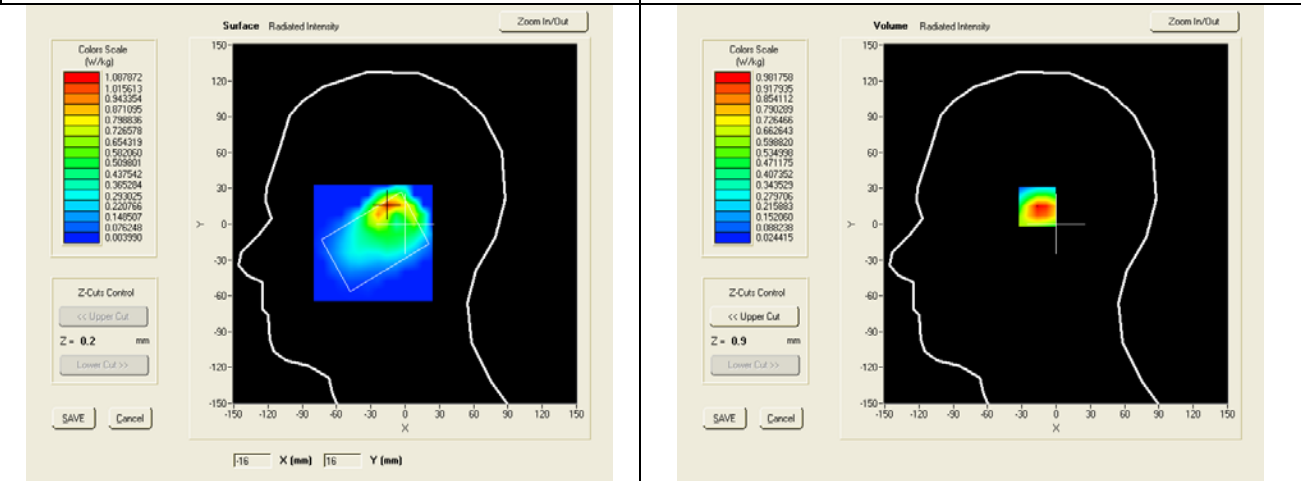 Surface Radiated Intensity
Zoom In/Out
Colors Scale
(W/kg)
1.087872
1.015613
0.943354
0.871095
0.798836
0.726578
0.654319
0.582060
0.509801
0.437542
0.365284
0.293025
0.220766
0.148507
0.076248
0.003990
Z-Cuts Control
<< Upper Cut
Z = 0.2 mm
Lower Cut >>
SAVE Cancel
150
120
90
60
30
0
-30
-60
-90
-120
-150
Y
-150 -120 -90 -60 -30 0 30 60 90 120 150
X
-16 X (mm) 16 Y (mm)
Volume Radiated Intensity
Zoom In/Out
Colors Scale
(W/kg)
0.981758
0.917935
0.854112
0.790289
0.726466
0.662643
0.598820
0.534998
0.471175
0.407352
0.343529
0.279706
0.215883
0.152060
0.088238
0.024415
Z-Cuts Control
<< Upper Cut
Z = 0.9 mm
Lower Cut >>
SAVE Cancel
150
120
90
60
30
0
-30
-60
-90
-120
-150
Y
-150 -120 -90 -60 -30 0 30 60 90 120 150
X